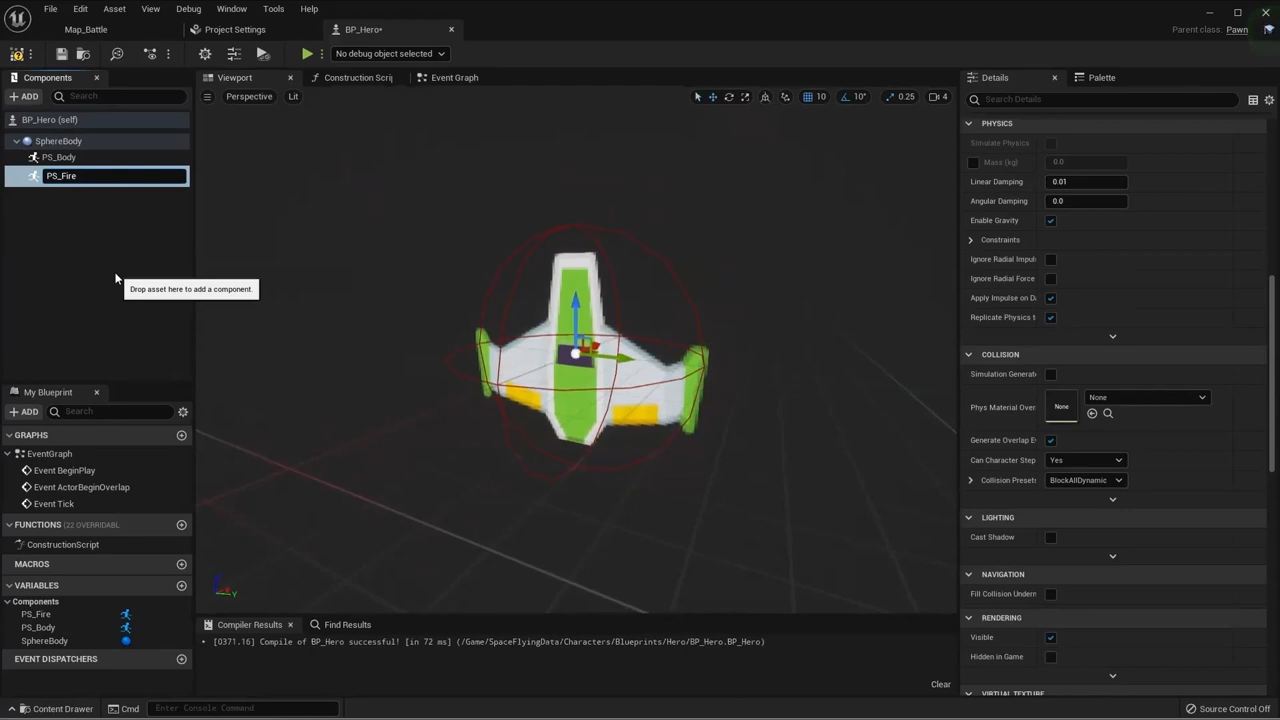 File Edit Asset View Debug Window Tools Help
Map_Battle Project Settings BP_Hero•
Parent class: Pawn
No debug object selected
Components Viewport Construction Scrip Event Graph Details Palette
ADD Search Perspective Lit 10 10° 0.25 4 Search Details
BP_Hero (self)
PHYSICS
SphereBody
Simulate Physics
PS_Body
Mass (kg) 0.0
PS_Fire
Linear Damping 0.01
Angular Damping 0.0
Enable Gravity
Constraints
Ignore Radial Impul
Ignore Radial Force
Drop asset here to add a component.
Apply Impulse on D
Replicate Physics t
COLLISION
Simulation Generat
My Blueprint
None
ADD Search
Phys Material Over None
GRAPHS
Generate Overlap E
EventGraph
Can Character Step Yes
Event BeginPlay
Collision Preset BlockAllDynamic
Event ActorBeginOverlap
Event Tick
LIGHTING
FUNCTIONS (22 OVERRIDABL
Cast Shadow
ConstructionScript
MACROS
NAVIGATION
VARIABLES
Fill Collision Undern
Components
PS_Fire
RENDERING
PS_Body
Compiler Results Find Results
Visible
SphereBody
[0371.16] Compile of BP_Hero successful! [in 72 ms] (/Game/SpaceFlyingData/Characters/Blueprints/Hero/BP_Hero.BP_Hero)
Hidden in Game
EVENT DISPATCHERS
Clear
VIRTUAL TEXTURE
Content Drawer Cmd Enter Console Command Source Control Off